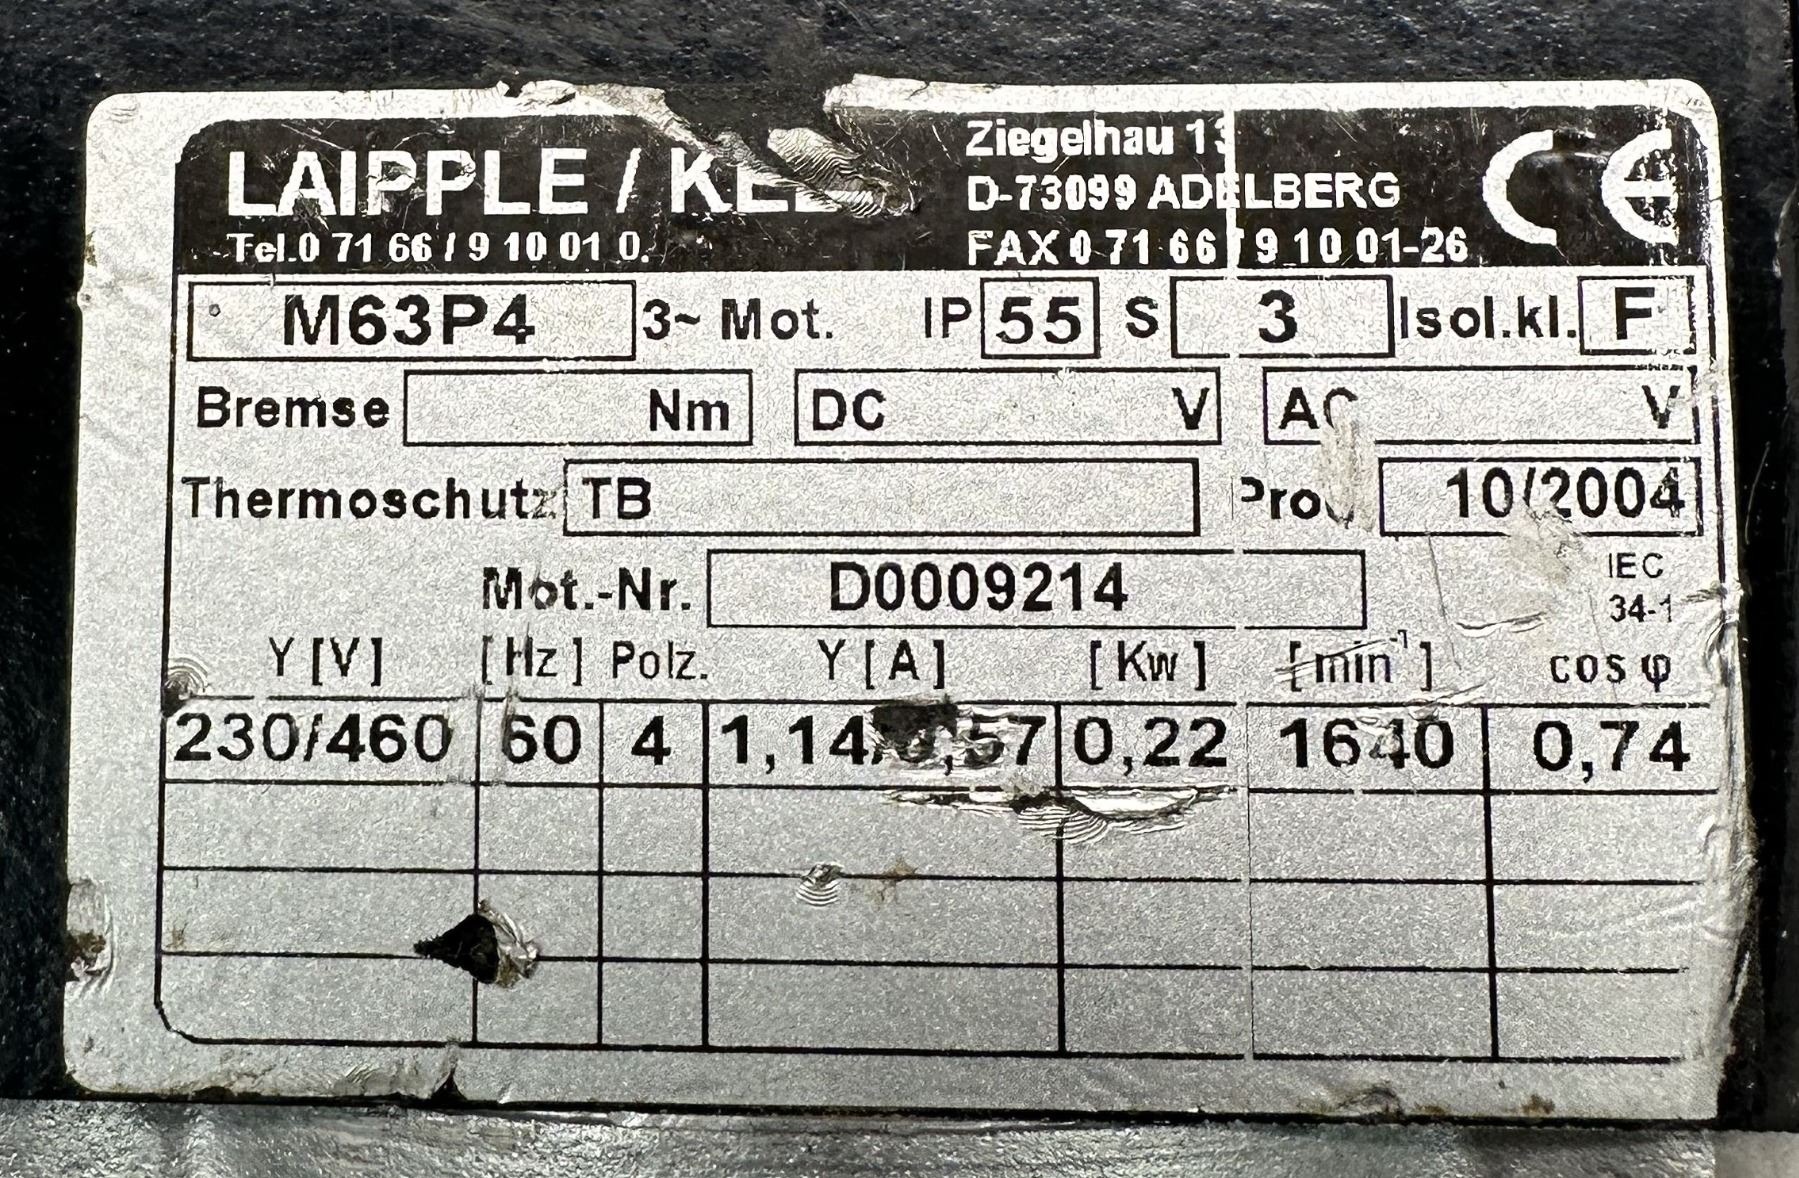 LAIPPLE /
Ziegelhau 13
D-73099 ADELBERG
Tel.0 71 66 / 9 10 01 0.
FAX 0 71 66 / 9 10 01-26
CE
M63P4 3~ Mot. IP 55 S 3 Isol.kl. F
Bremse Nm DC V AC V
Thermoschutz TB 10/2004
Mot.-Nr. D0009214
IEC
34-1
Y [V] [Hz] Polz. Y [A] [Kw] [min⁻¹] cos φ
230/460 60 4 1,14/0,57 0,22 1640 0,74